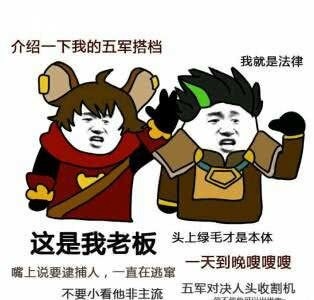 介绍一下我的五军搭档
我就是法律
这是我老板
头上绿毛才是本体
一天到晚嗖嗖嗖
嘴上说要逮捕人，一直在逃窜
五军对决人头收割机
不要小看他非主流